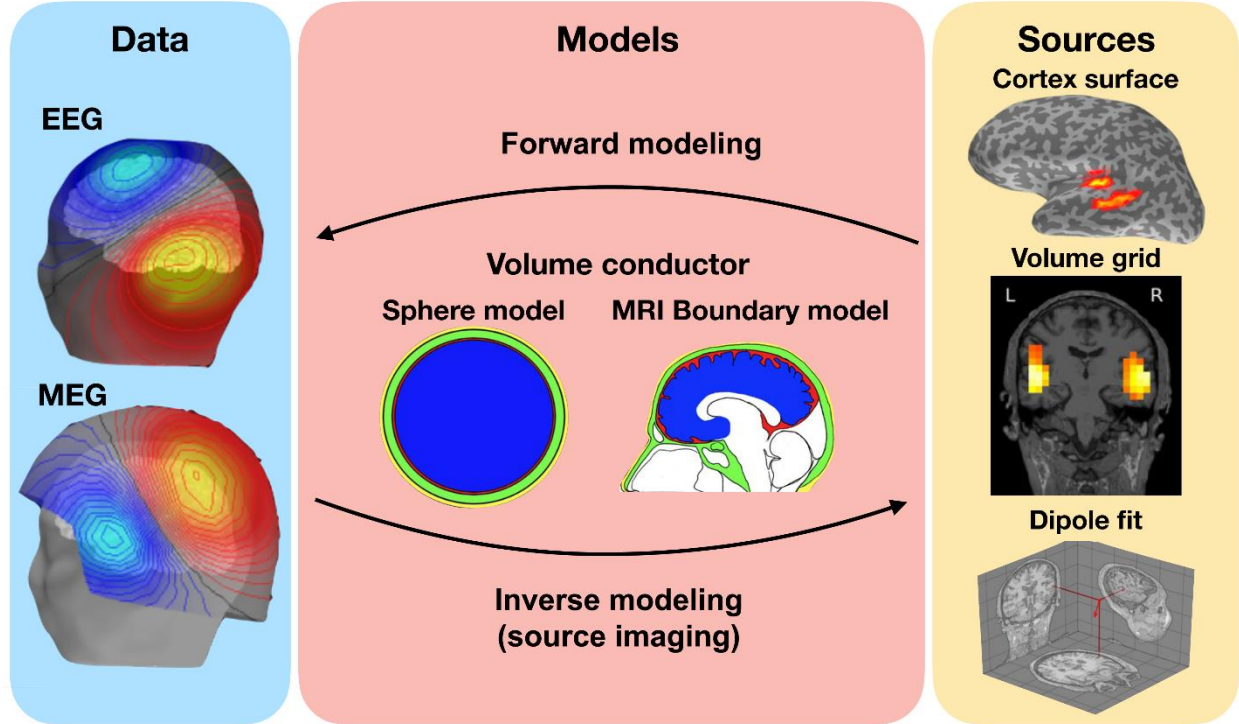 Data
EEG
MEG
Models
Forward modeling
Volume conductor
Sphere model
MRI Boundary model
Inverse modeling
(source imaging)
Sources
Cortex surface
Volume grid
L
R
Dipole fit